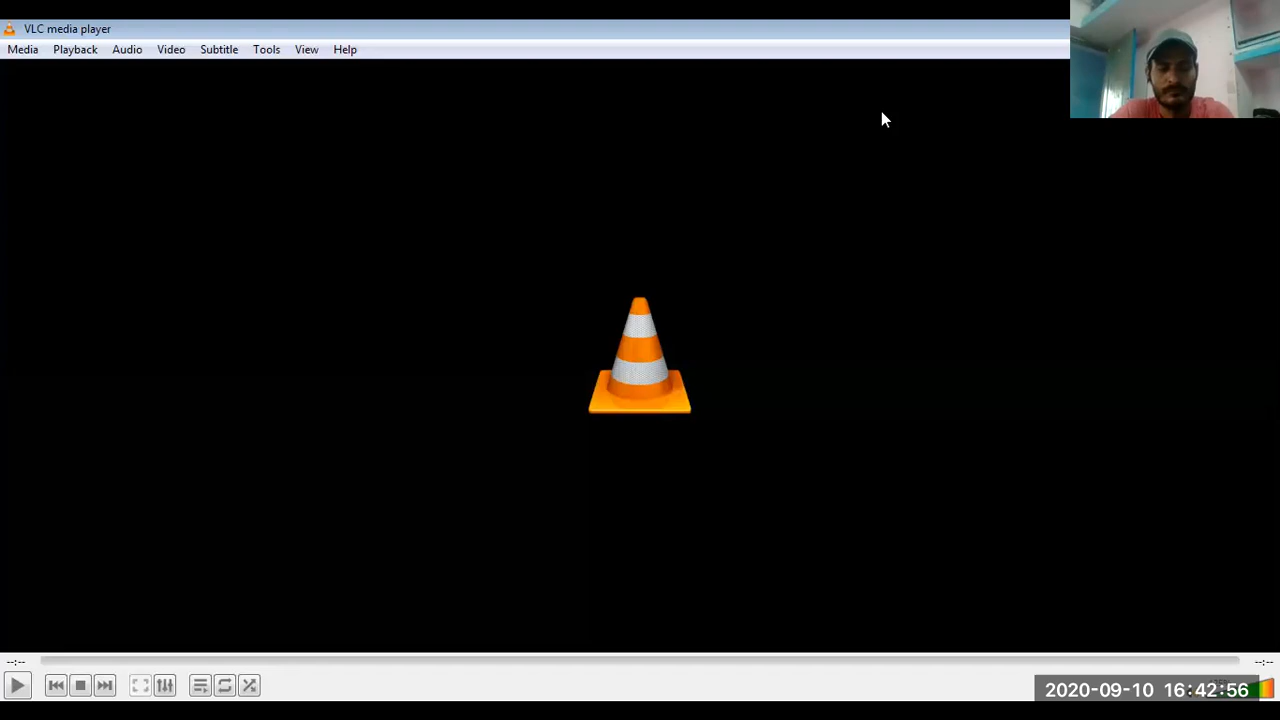 VLC media player
Media Playback Audio Video Subtitle Tools View Help
--:-- --:--
2020-09-10 16:42:56